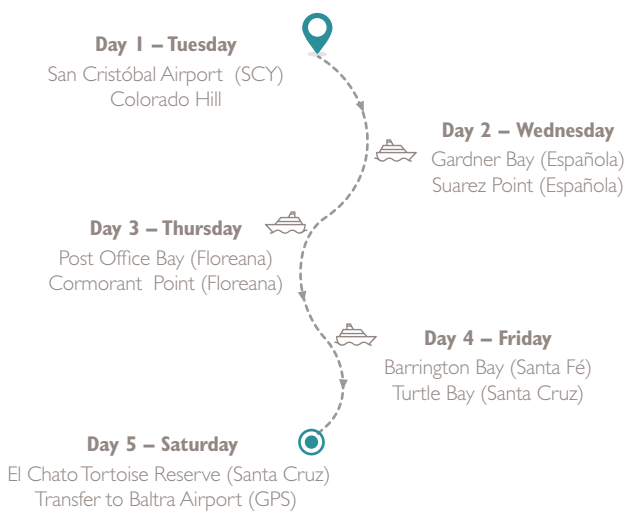 Day 1 – Tuesday
San Cristóbal Airport (SCY)
Colorado Hill
Day 2 – Wednesday
Gardner Bay (Española)
Suarez Point (Española)
Day 3 – Thursday
Post Office Bay (Floreana)
Cormorant Point (Floreana)
Day 4 – Friday
Barrington Bay (Santa Fé)
Turtle Bay (Santa Cruz)
Day 5 – Saturday
El Chato Tortoise Reserve (Santa Cruz)
Transfer to Baltra Airport (GPS)